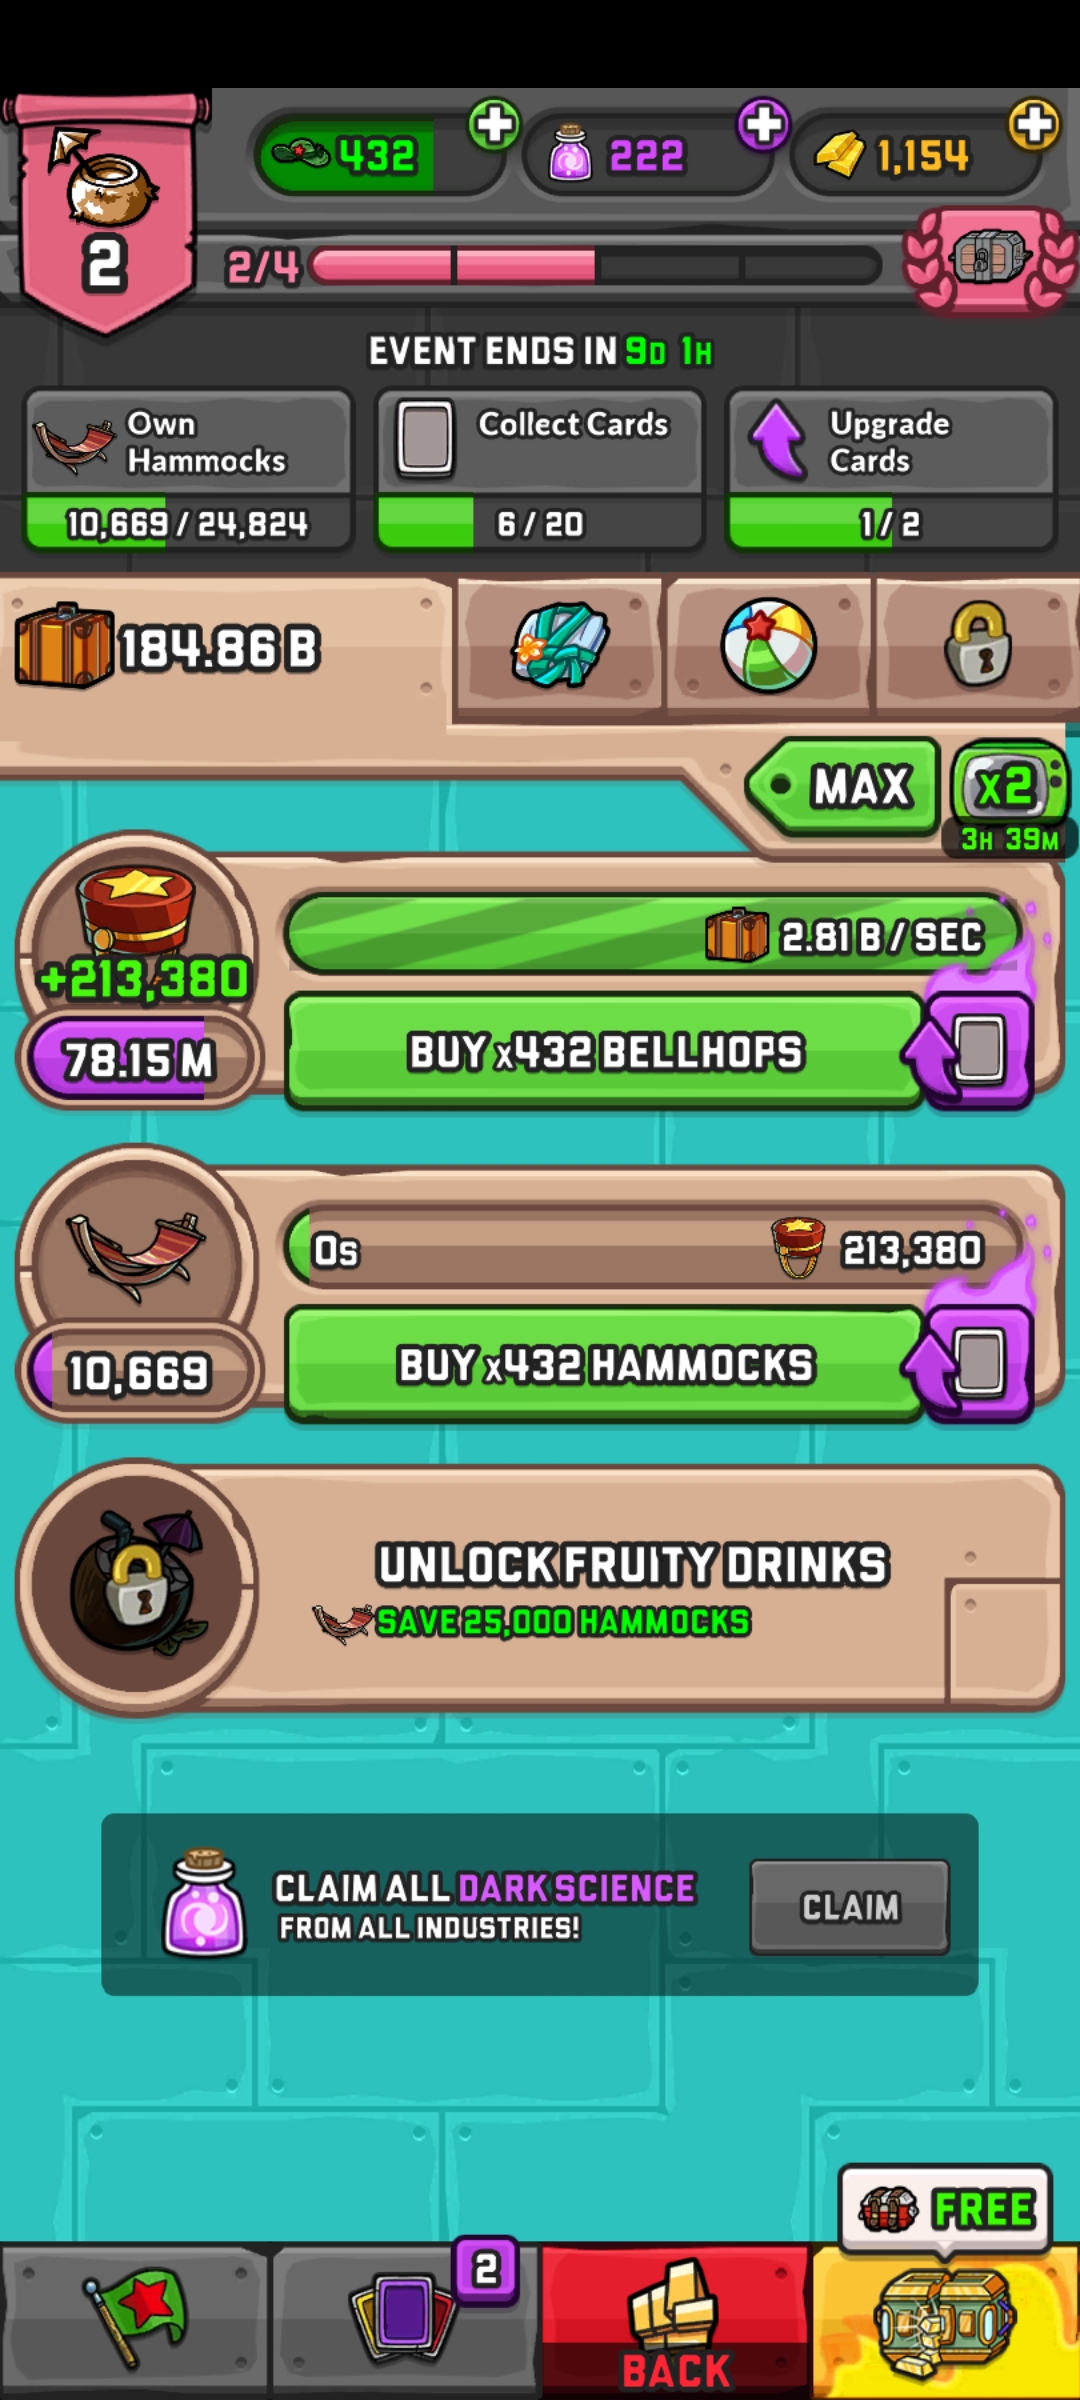 432
222
1,154
2
2/4
EVENT ENDS IN 9D 1H
Own
Hammocks
10,669 / 24,824
Collect Cards
6 / 20
Upgrade
Cards
1 / 2
184.86 B
MAX
x2
3H 39M
+213,380
78.15 M
2.81 B / SEC
BUY x432 BELLHOPS
0s
213,380
10,669
BUY x432 HAMMOCKS
UNLOCK FRUITY DRINKS
SAVE 25,000 HAMMOCKS
CLAIM ALL DARK SCIENCE
FROM ALL INDUSTRIES!
CLAIM
FREE
2
BACK